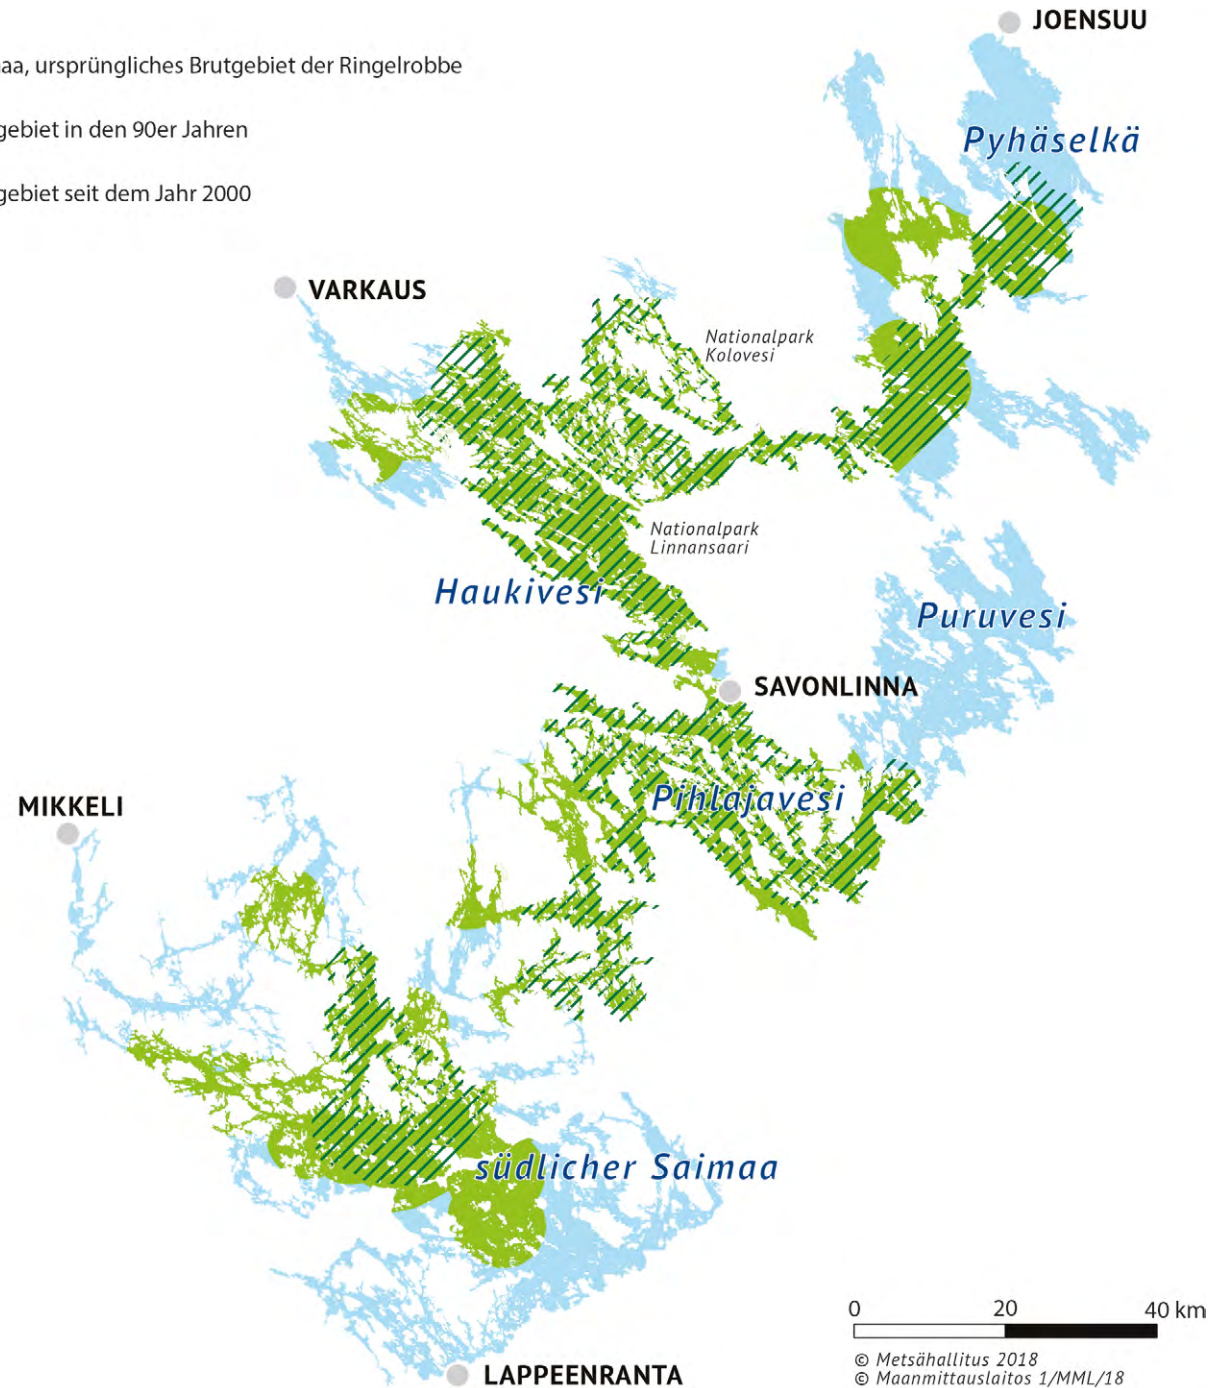 JOENSUU
aa, ursprüngliches Brutgebiet der Ringelrobbe
gebiet in den 90er Jahren
Pyhäselkä
gebiet seit dem Jahr 2000
VARKAUS
Nationalpark
Kolovesi
Nationalpark
Linnansaari
Haukivesi
Puruvesi
SAVONLINNA
Pihlajavesi
MIKKELI
südlicher Saimaa
0 20 40 km
© Metsähallitus 2018
© Maanmittauslaitos 1/MML/18
LAPPEENRANTA